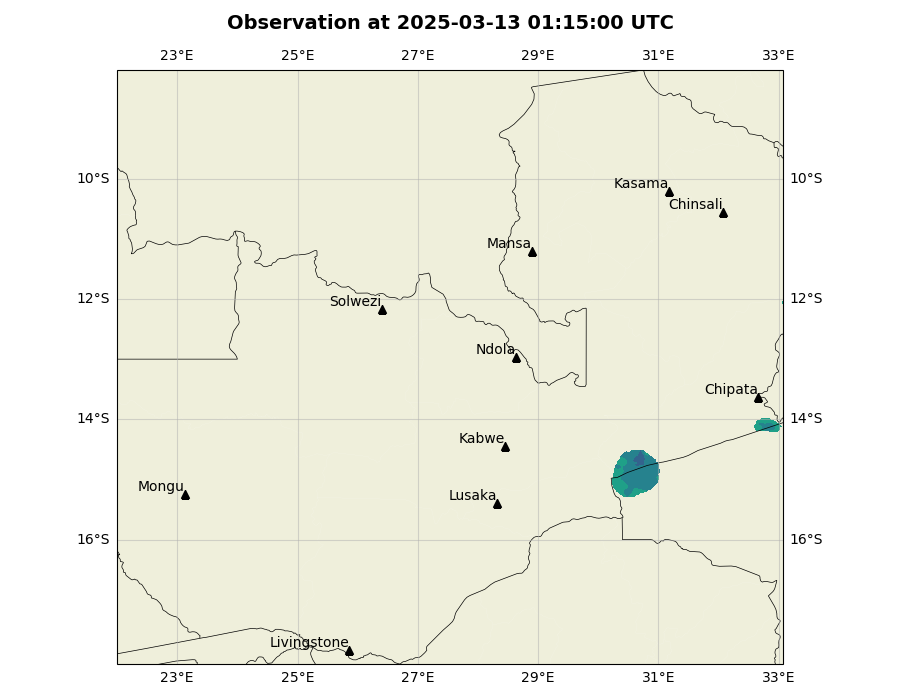 Observation at 2025-03-13 01:15:00 UTC
23°E 25°E 27°E 29°E 31°E 33°E
10°S 10°S
Kasama
Chinsali
Mansa
12°S 12°S
Solwezi
Ndola
Chipata
14°S 14°S
Kabwe
Mongu
Lusaka
16°S 16°S
Livingstone
23°E 25°E 27°E 29°E 31°E 33°E